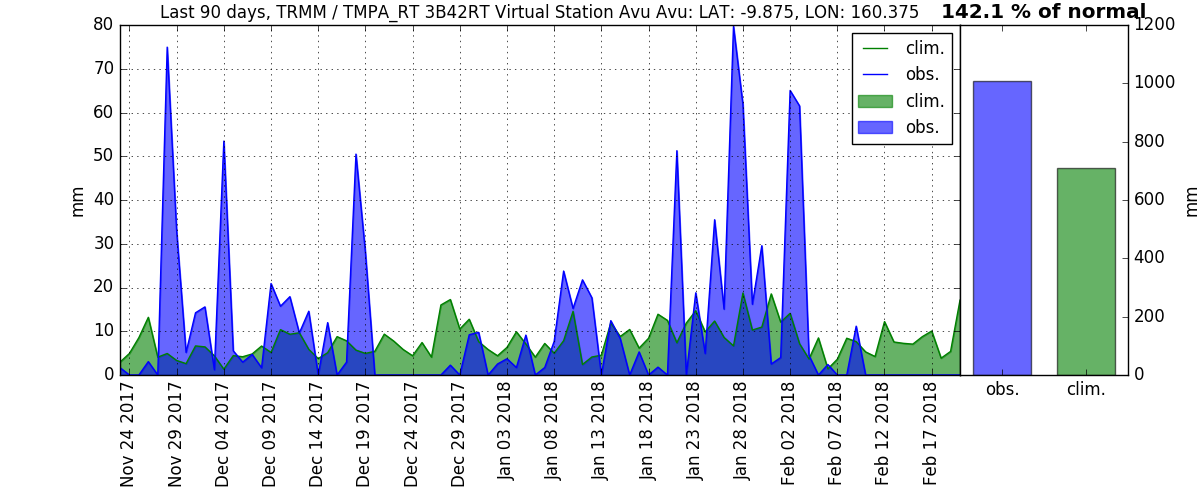 Last 90 days, TRMM / TMPA_RT 3B42RT Virtual Station Avu Avu: LAT: -9.875, LON: 160.375
142.1 % of normal
80
70
60
50
40
30
20
10
0
mm
clim.
obs.
clim.
obs.
1200
1000
800
600
400
200
0
mm
Nov 24 2017
Nov 29 2017
Dec 04 2017
Dec 09 2017
Dec 14 2017
Dec 19 2017
Dec 24 2017
Dec 29 2017
Jan 03 2018
Jan 08 2018
Jan 13 2018
Jan 18 2018
Jan 23 2018
Jan 28 2018
Feb 02 2018
Feb 07 2018
Feb 12 2018
Feb 17 2018
obs.
clim.